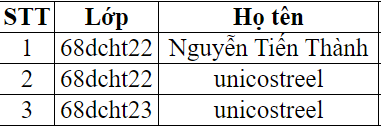 STT Lớp Họ tên
1 68dcht22 Nguyễn Tiến Thành
2 68dcht22 unicostreel
3 68dcht23 unicostreel